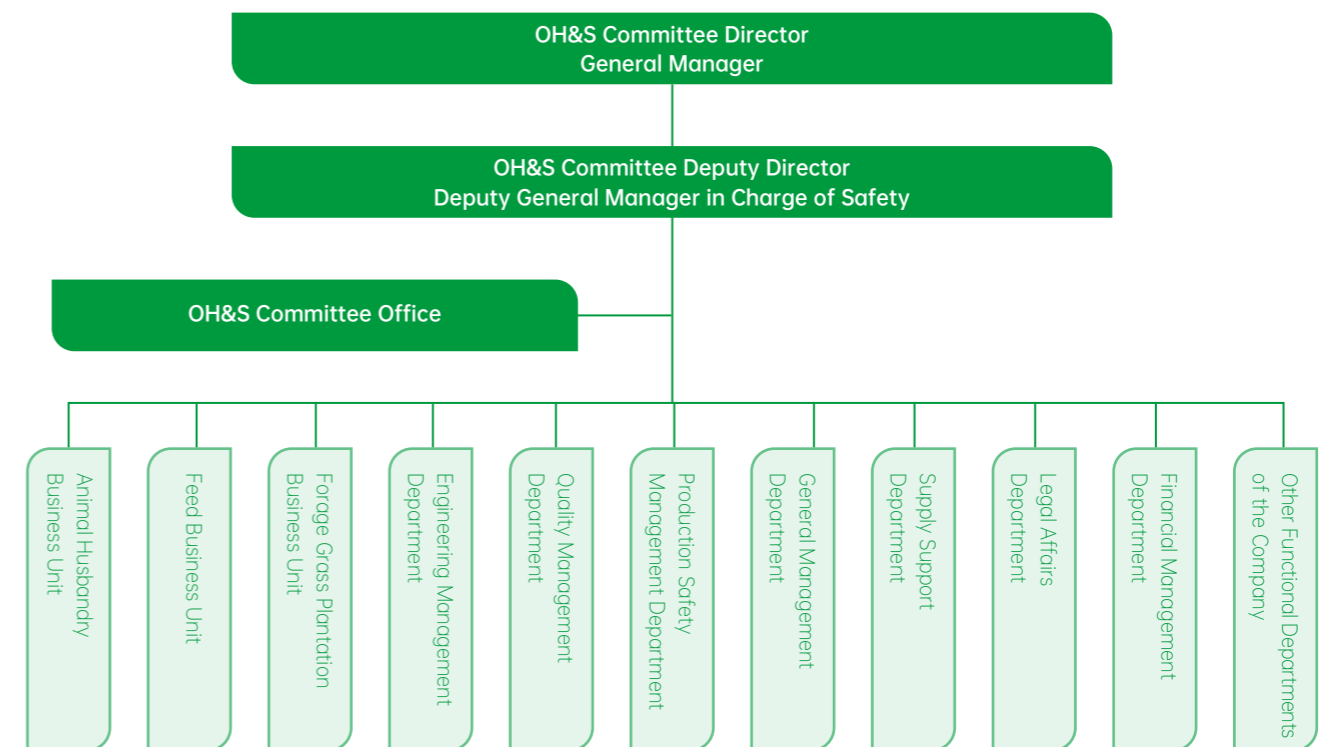 OH&S Committee Director
General Manager
OH&S Committee Deputy Director
Deputy General Manager in Charge of Safety
OH&S Committee Office
Animal Husbandry
Business Unit
Feed Business Unit
Forage Grass Plantation
Business Unit
Engineering Management
Department
Quality Management
Department
Production Safety
Management Department
General Management
Department
Supply Support
Department
Legal Affairs
Department
Financial Management
Department
Other Functional Departments
of the Company